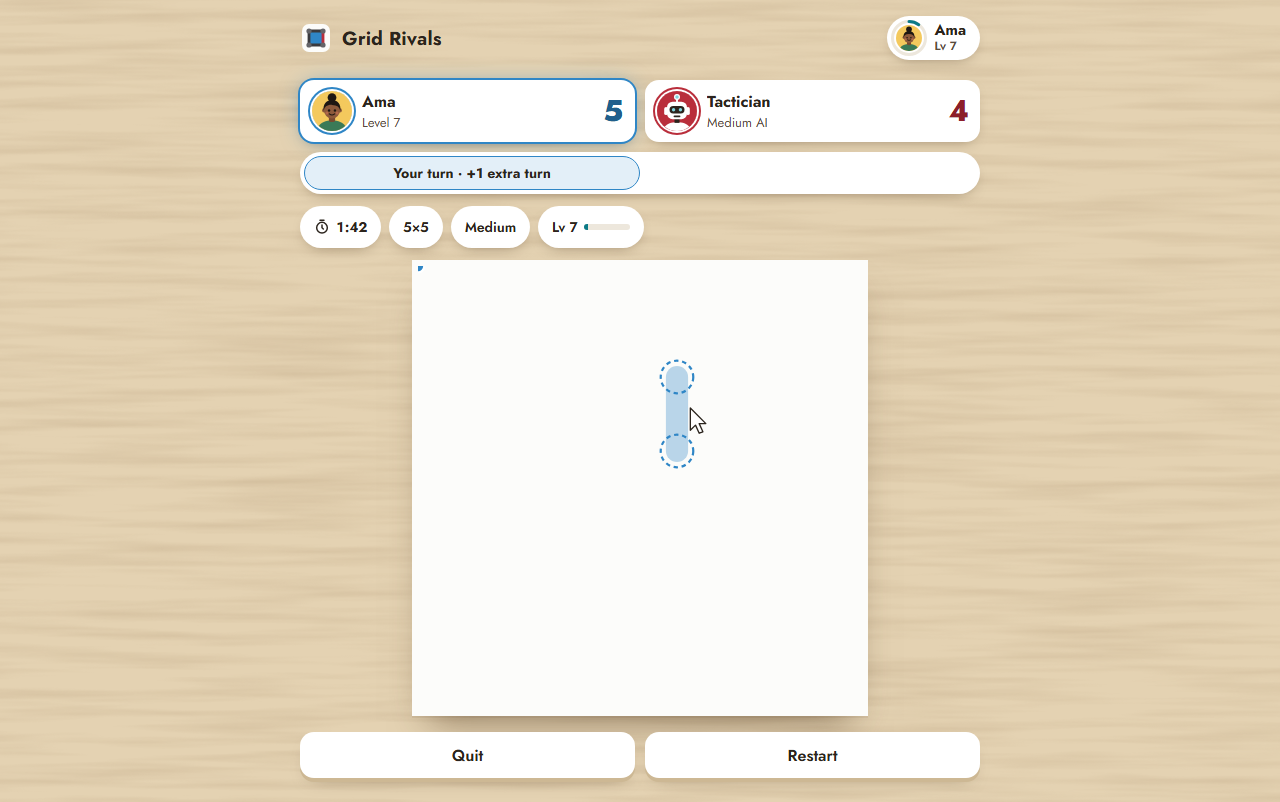 Grid Rivals
Ama
Lv 7
Ama
Level 7
5
Tactician
Medium AI
4
Your turn · +1 extra turn
1:42
5×5
Medium
Lv 7
Quit
Restart